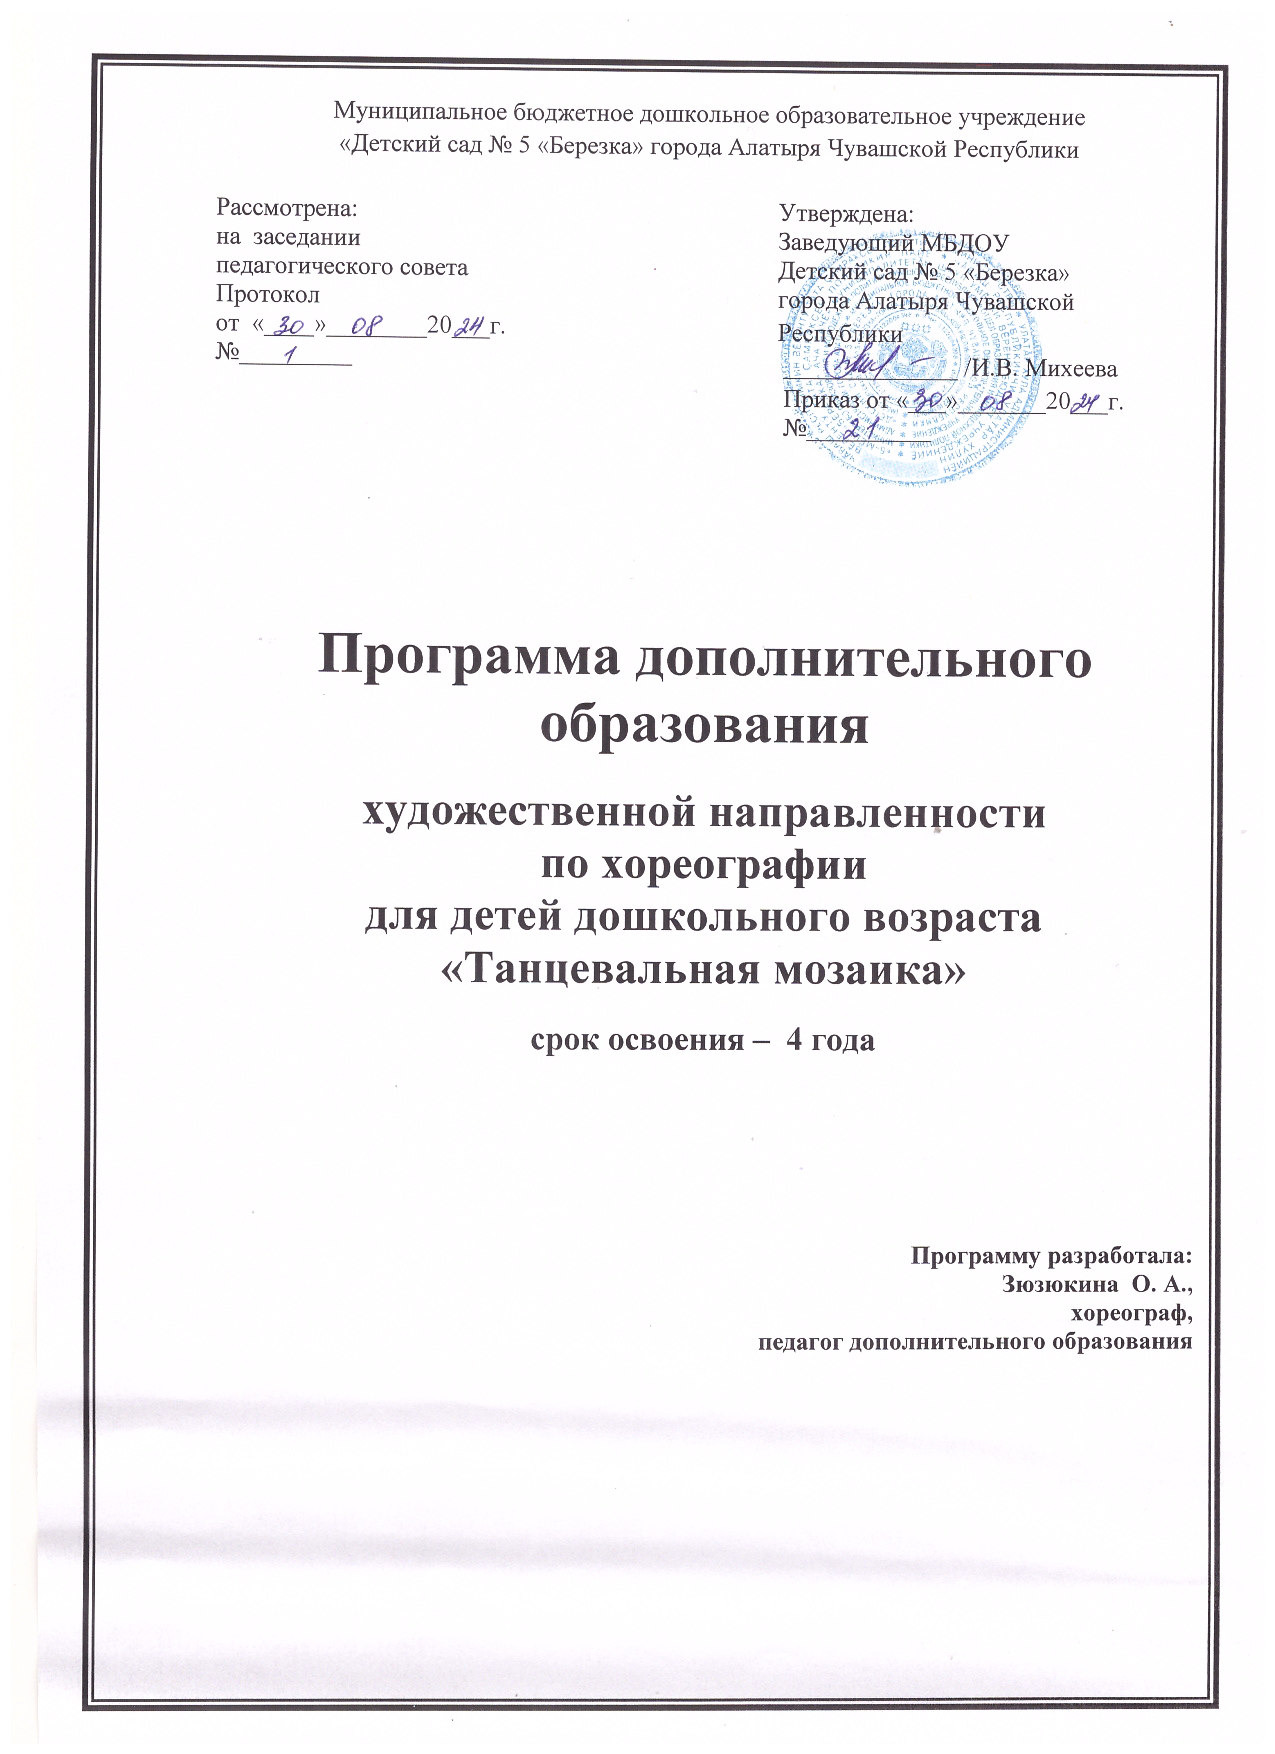 Муниципальное бюджетное дошкольное образовательное учреждение
«Детский сад № 5 «Березка» города Алатыря Чувашской Республики
Рассмотрена:
на заседании
педагогического совета
Протокол
от «30» 08 2024 г.
№ 1
Утверждена:
Заведующий МБДОУ
Детский сад № 5 «Березка»
города Алатыря Чувашской
Республики
/И.В. Михеева
Приказ от «30» 08 2024 г.
№ 21
Программа дополнительного
образования
художественной направленности
по хореографии
для детей дошкольного возраста
«Танцевальная мозаика»
срок освоения – 4 года
Программу разработала:
Зюзюкина О. А.,
хореограф,
педагог дополнительного образования